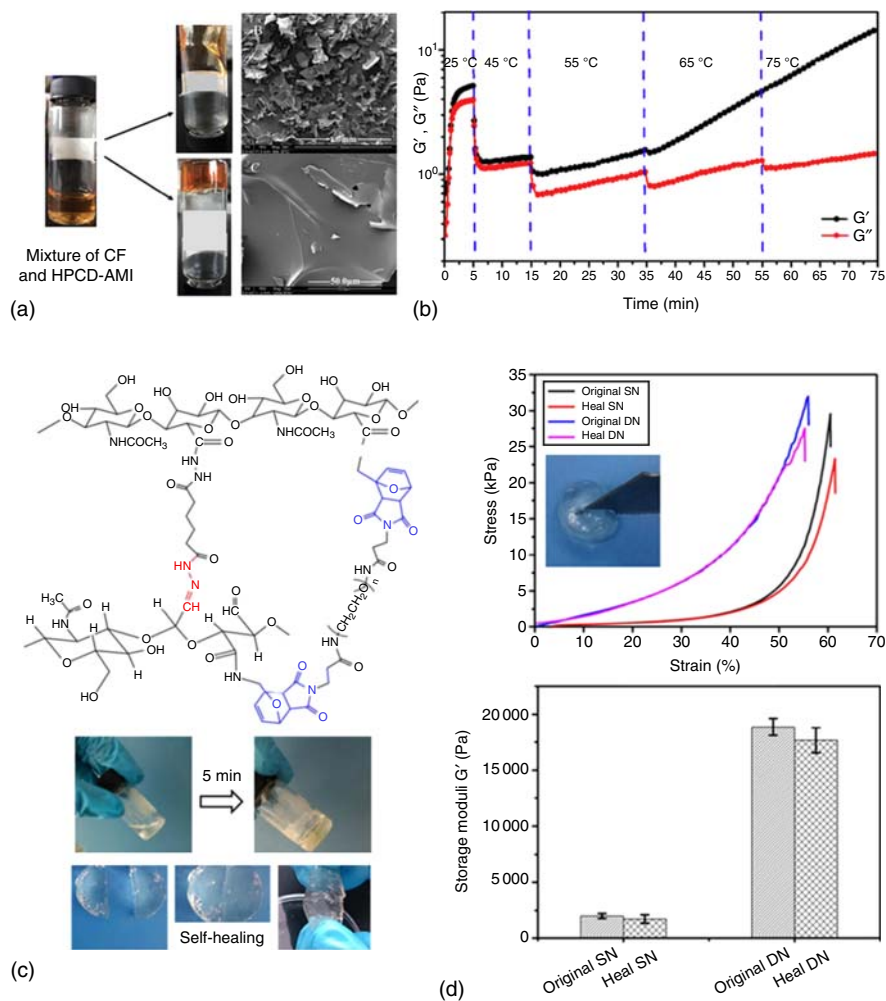 B
C
50.0μm
Mixture of CF
and HPCD-AMI
(a)
10¹
10⁰
G′, G″ (Pa)
25 °C
45 °C
55 °C
65 °C
75 °C
G′
G″
0 5 10 15 20 25 30 35 40 45 50 55 60 65 70 75
Time (min)
(b)
OH
OH
HO
OH
HO
OH
OH
HO
OH
O
O
O
O
O
O
O
O
NHCOCH₃
O
NHCOCH₃
O
NH
NH
O
O
O
O
N
O
O
HN
HN
N
CH
O
(CH₂CH₂O)n
H₃C
O
HN
H
O
H
O
H
O
O
HN
O
H
OH
H
H
O
HN
O
HO
H
O
N
O
O
5 min
Self-healing
(c)
35
30
25
20
15
10
5
0
Stress (kPa)
Original SN
Heal SN
Original DN
Heal DN
0 10 20 30 40 50 60 70
Strain (%)
20 000
15 000
10 000
5 000
0
Storage moduli G′ (Pa)
Original SN
Heal SN
Original DN
Heal DN
(d)